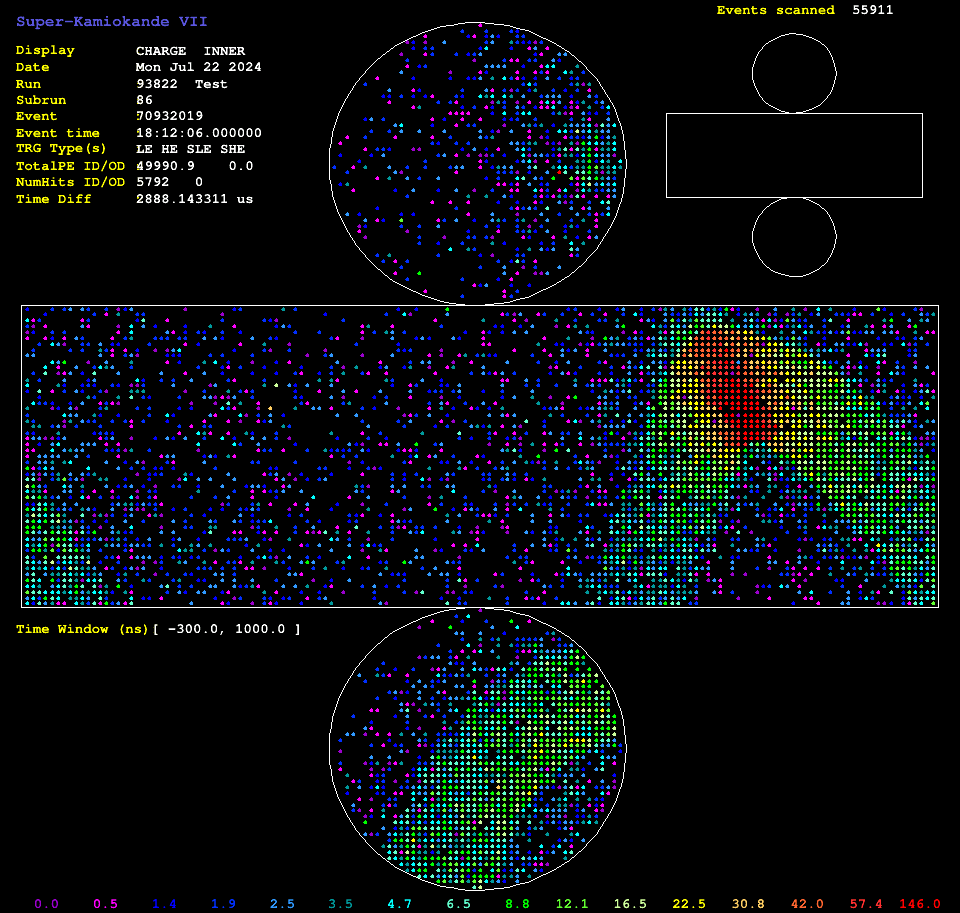 Super-Kamiokande VII
Events scanned 55911
Display CHARGE INNER
Date Mon Jul 22 2024
Run 93822 Test
Subrun 86
Event 70932019
Event time 18:12:06.000000
TRG Type(s) LE HE SLE SHE
TotalPE ID/OD 49990.9 0.0
NumHits ID/OD 5792 0
Time Diff 2888.143311 us
Time Window (ns)[ -300.0, 1000.0 ]
0.0 0.5 1.4 1.9 2.5 3.5 4.7 6.5 8.8 12.1 16.5 22.5 30.8 42.0 57.4 146.0